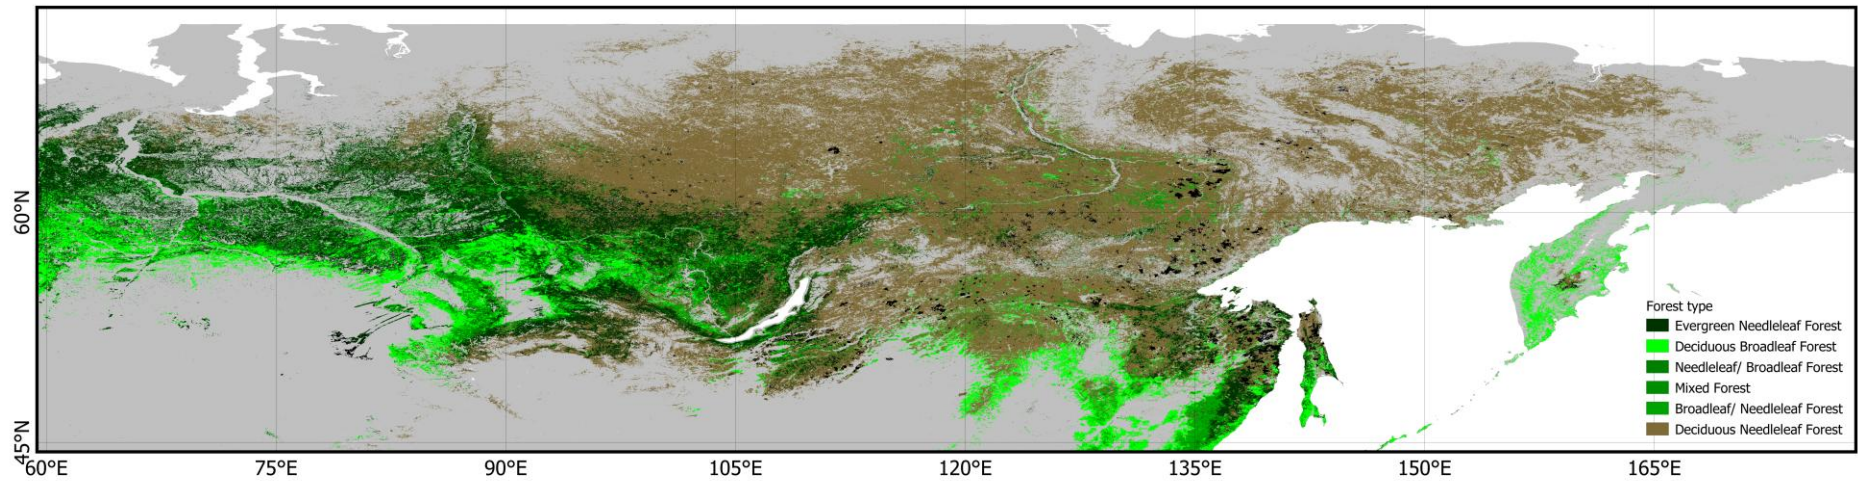 60°N
45°N
Forest type
Evergreen Needleleaf Forest
Deciduous Broadleaf Forest
Needleleaf/ Broadleaf Forest
Mixed Forest
Broadleaf/ Needleleaf Forest
Deciduous Needleleaf Forest
60°E 75°E 90°E 105°E 120°E 135°E 150°E 165°E